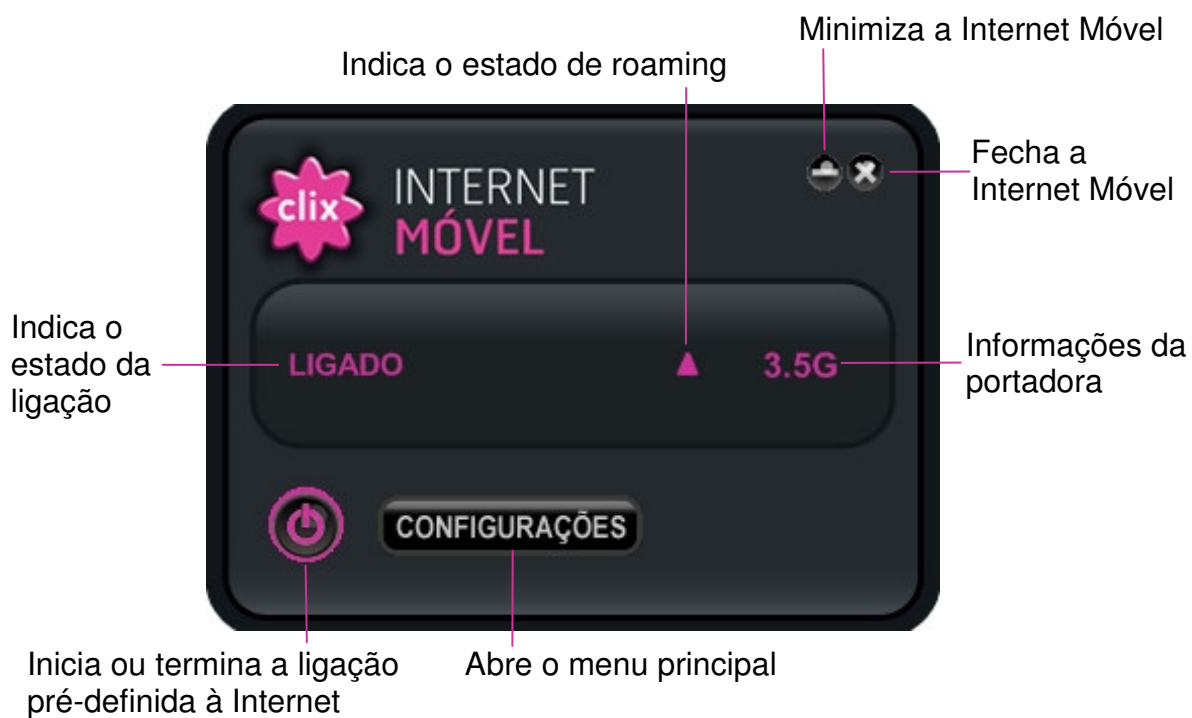 Minimiza a Internet Móvel
Indica o estado de roaming
Fecha a
Internet Móvel
clix
INTERNET
MÓVEL
Indica o
estado da
ligação
LIGADO
3.5G
Informações da
portadora
CONFIGURAÇÕES
Inicia ou termina a ligação
pré-definida à Internet
Abre o menu principal